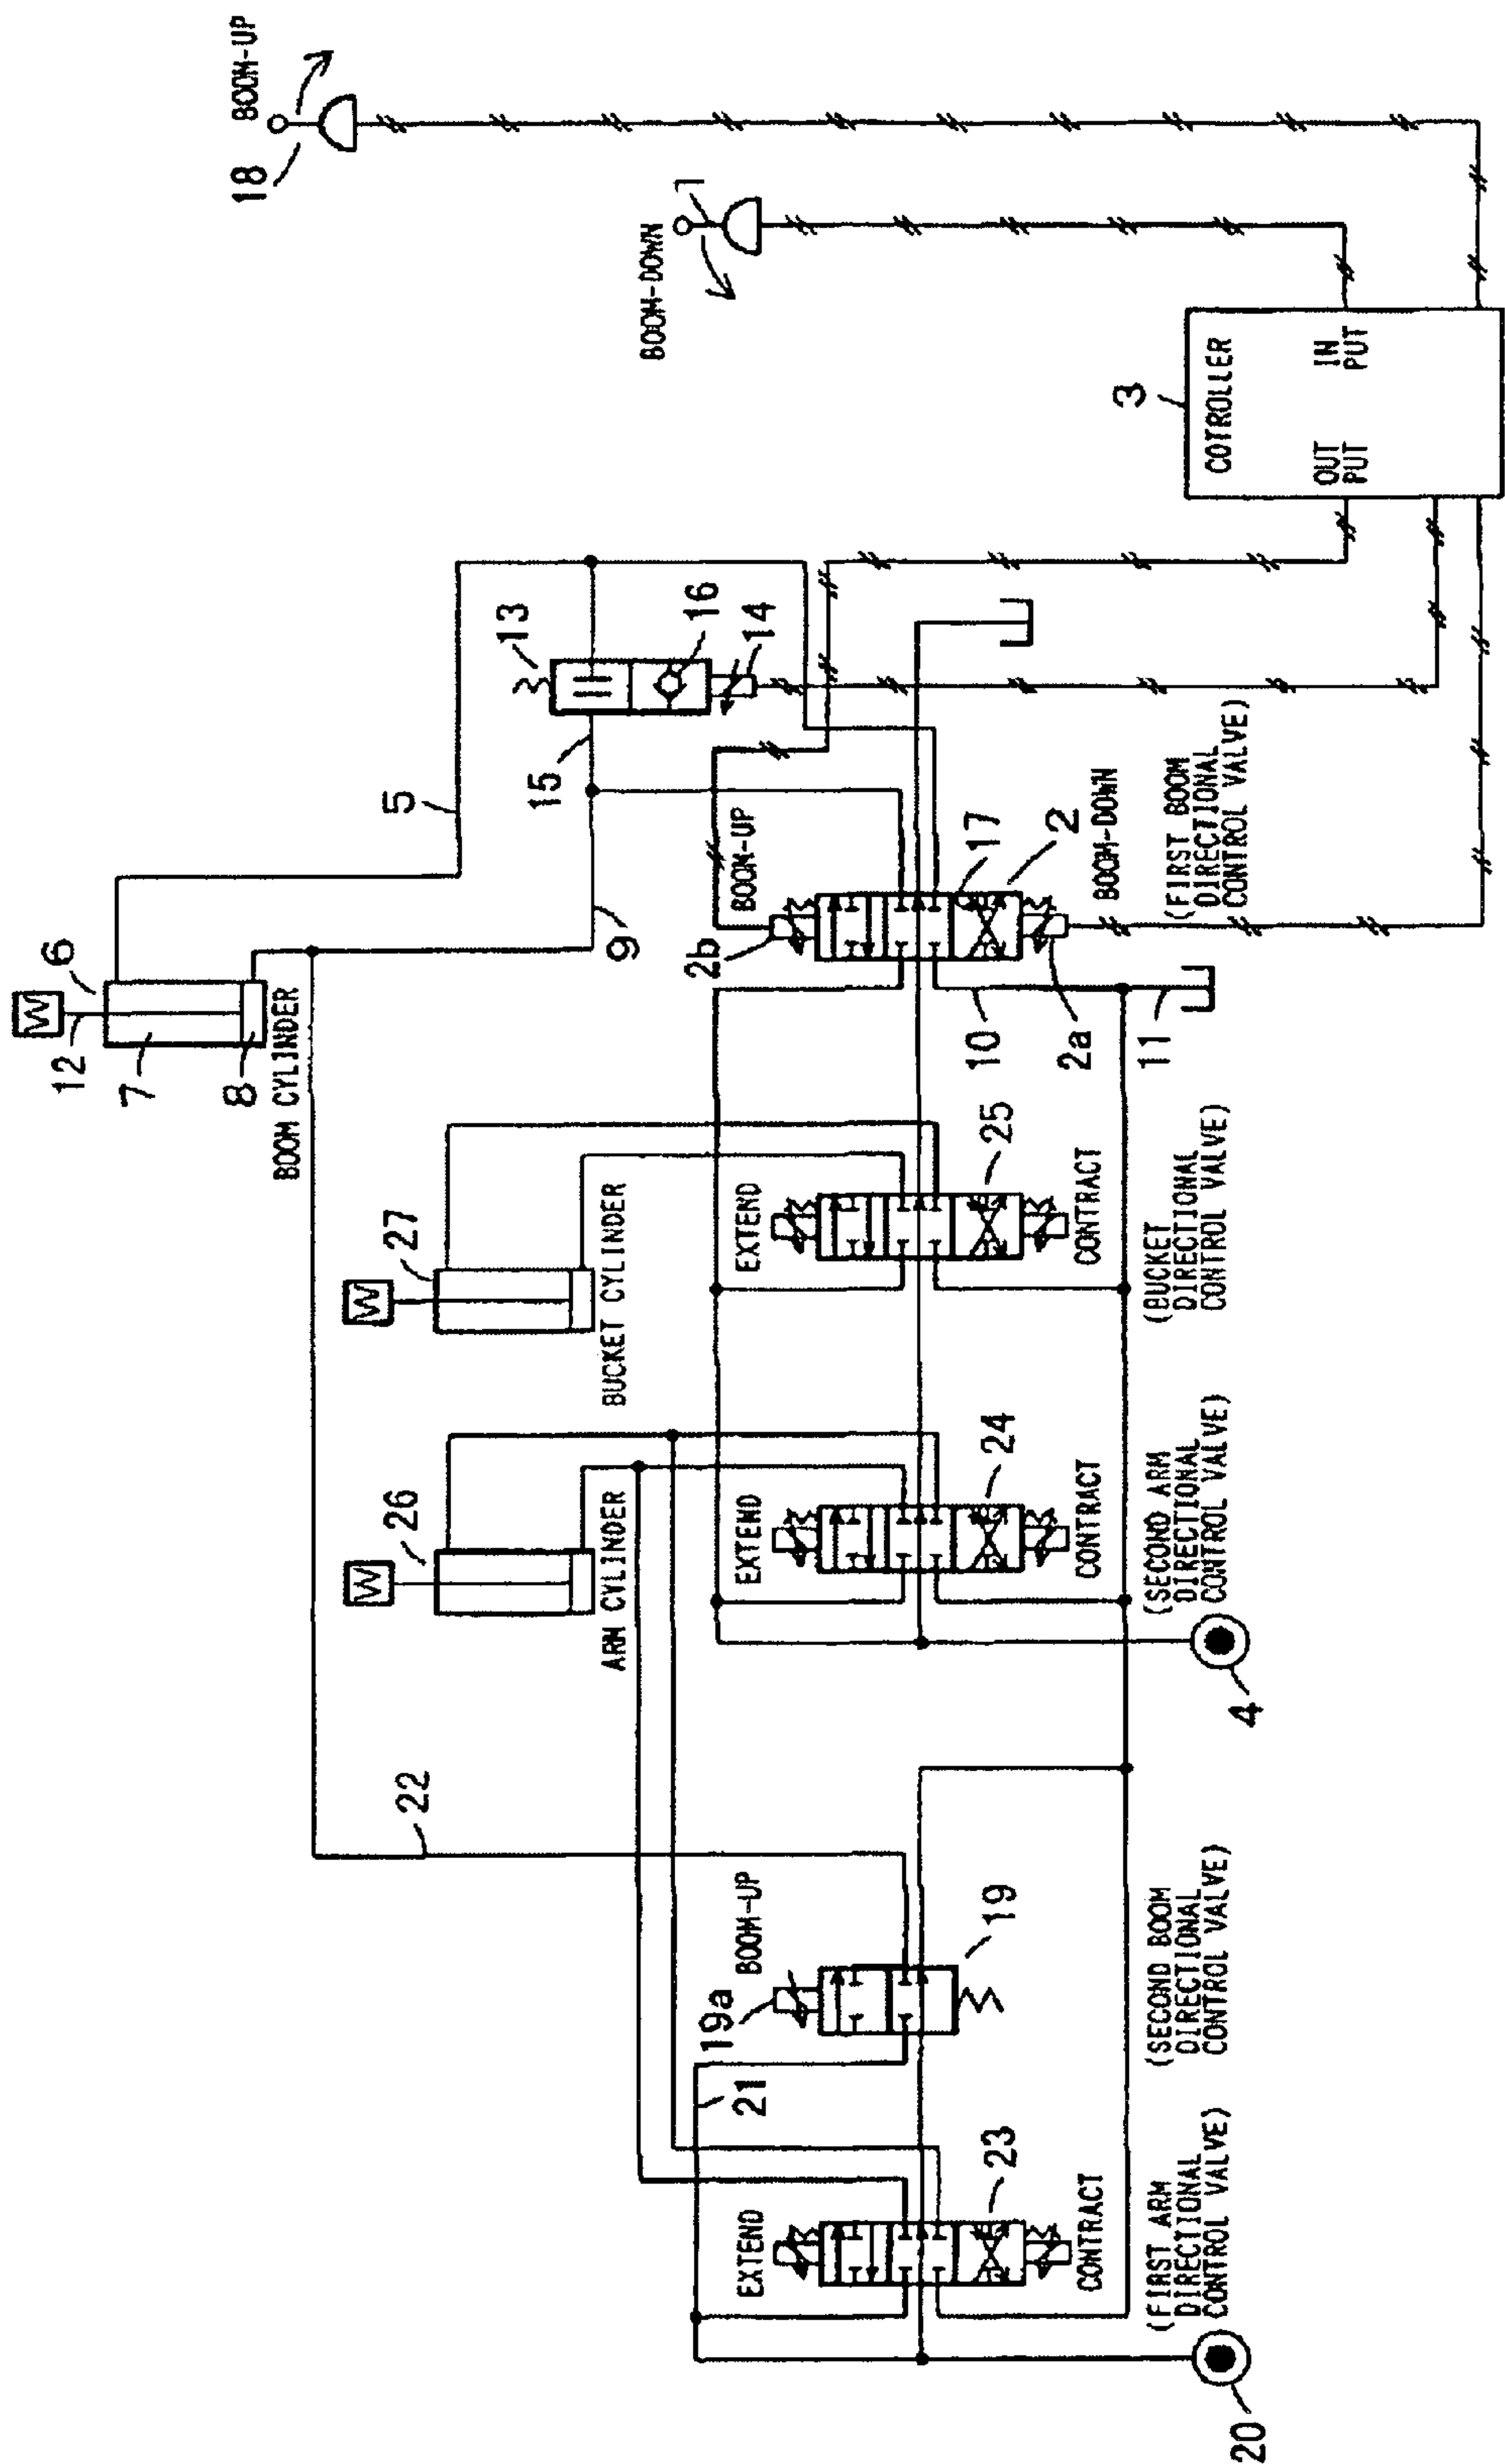 BOOM-UP
18
BOOM-DOWN
1
3
COTROLLER
OUT
PUT
IN
PUT
5
13
16
14
15
9
W
6
12
7
8
BOOM CYLINDER
BOOM-UP
2b
17
2
BOOM-DOWN
(FIRST BOOM
DIRECTIONAL
CONTROL VALVE)
10
2a
11
W
27
BUCKET CYLINDER
EXTEND
25
CONTRACT
(BUCKET
DIRECTIONAL
CONTROL VALVE)
W
26
ARM CYLINDER
EXTEND
24
CONTRACT
(SECOND ARM
DIRECTIONAL
CONTROL VALVE)
4
22
BOOM-UP
19a
19
(SECOND BOOM
DIRECTIONAL
CONTROL VALVE)
21
EXTEND
23
CONTRACT
(FIRST ARM
DIRECTIONAL
CONTROL VALVE)
20